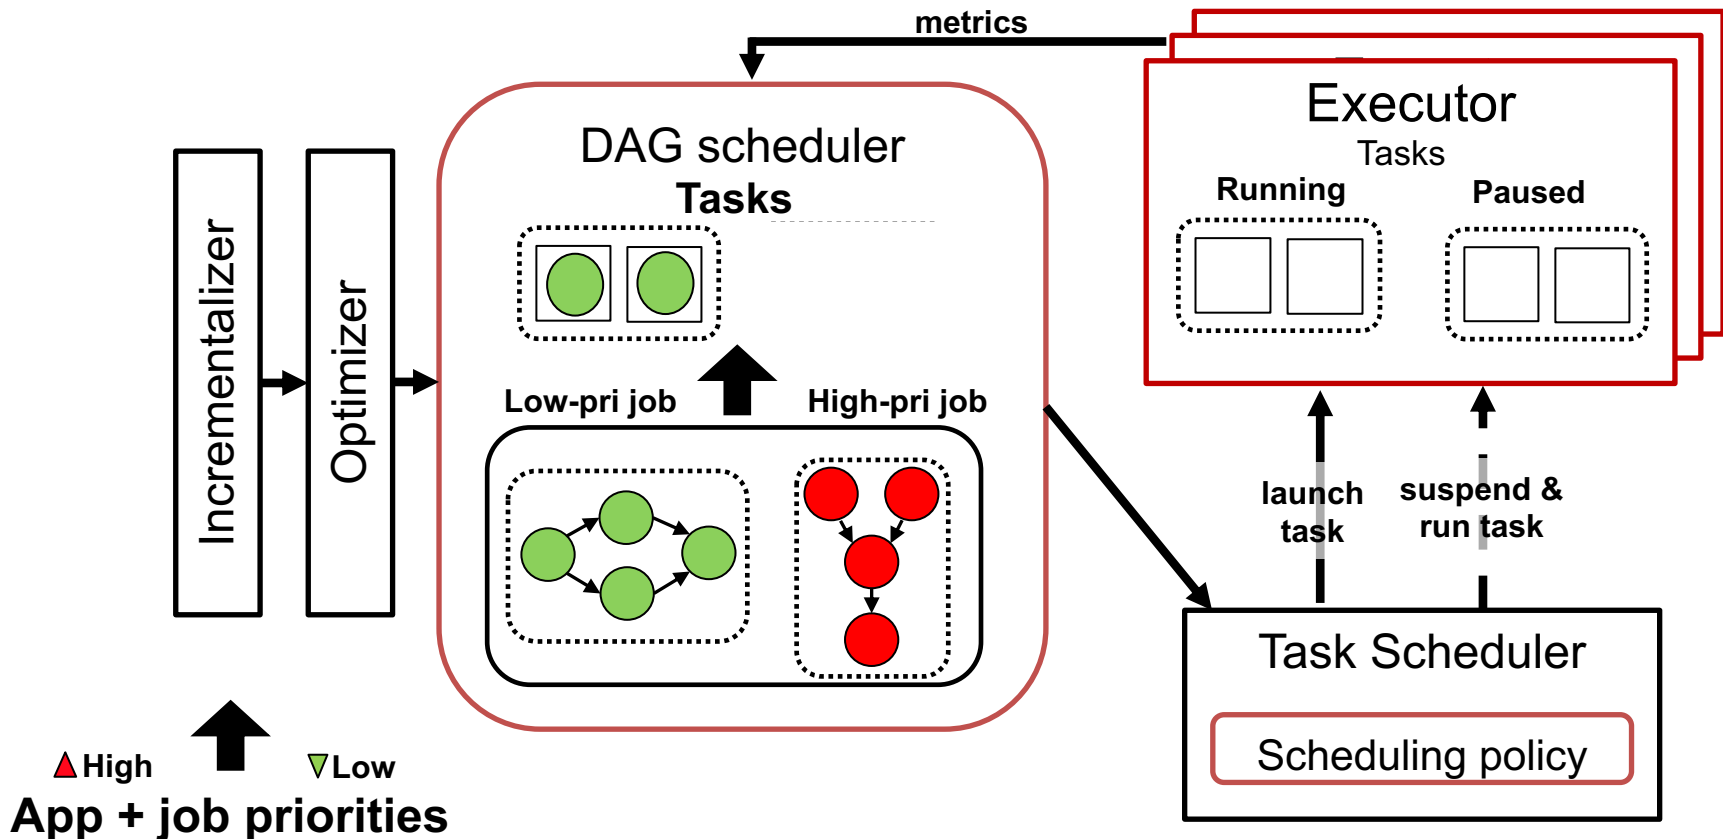 metrics
Executor
Tasks
Running
Paused
DAG scheduler
Tasks
Incrementalizer
Optimizer
Low-pri job
High-pri job
launch
task
suspend &
run task
Task Scheduler
Scheduling policy
High
Low
App + job priorities